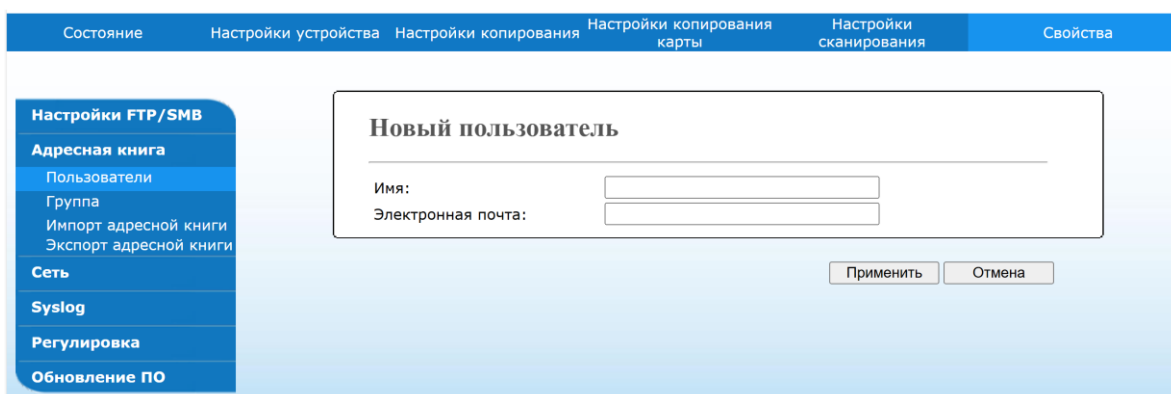 Состояние
Настройки устройства
Настройки копирования
Настройки копирования
карты
Настройки
сканирования
Свойства
Настройки FTP/SMB
Адресная книга
Пользователи
Группа
Импорт адресной книги
Экспорт адресной книги
Сеть
Syslog
Регулировка
Обновление ПО
Новый пользователь
Имя:
Электронная почта:
Применить
Отмена